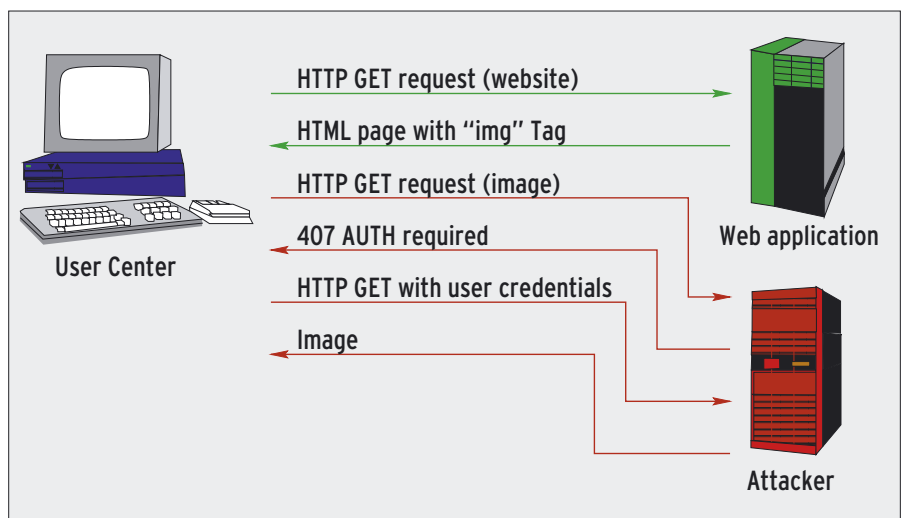 HTTP GET request (website)
HTML page with “img” Tag
HTTP GET request (image)
407 AUTH required
Web application
User Center
HTTP GET with user credentials
Image
Attacker